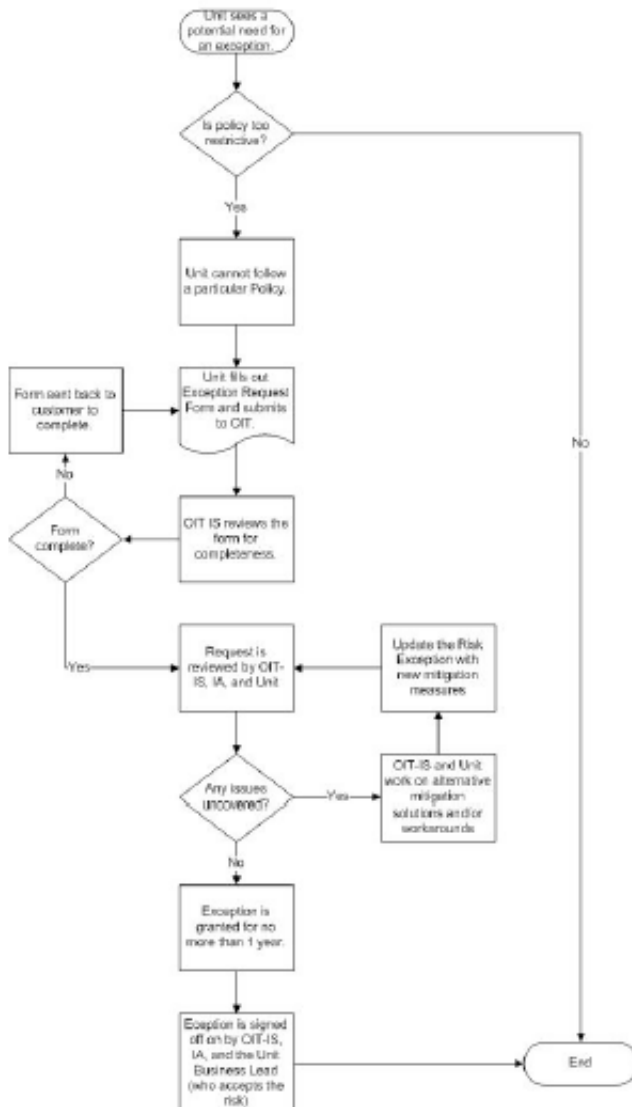 Unit sees a
potential need for
an exception.
Is policy too
restrictive?
Yes
Unit cannot follow
a particular Policy.
Form sent back to
customer to
complete.
Unit fills out
Exception Request
Form and submits
to OIT.
No
No
Form
complete?
OIT IS reviews the
form for
completeness.
Yes
Request is
reviewed by OIT-
IS, IA, and Unit
Update the Risk
Exception with
new mitigation
measures
Any issues
uncovered?
Yes
OIT-IS and Unit
work on alternative
mitigation
solutions and/or
workarounds
No
Exception is
granted for no
more than 1 year.
Eception is signed
off on by OIT-IS,
IA, and the Unit
Business Lead
(who accepts the
risk)
End